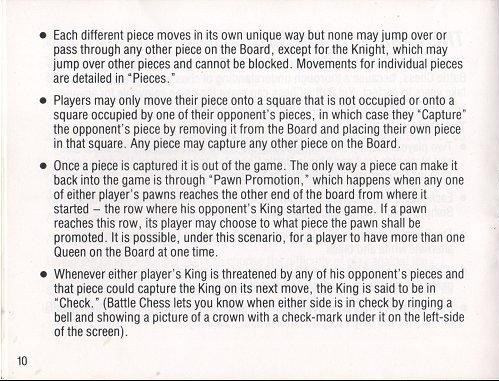 • Each different piece moves in its own unique way but none may jump over or
pass through any other piece on the Board, except for the Knight, which may
jump over other pieces and cannot be blocked. Movements for individual pieces
are detailed in “Pieces.”
• Players may only move their piece onto a square that is not occupied or onto a
square occupied by one of their opponent's pieces, in which case they “Capture”
the opponent's piece by removing it from the Board and placing their own piece
in that square. Any piece may capture any other piece on the Board.
• Once a piece is captured it is out of the game. The only way a piece can make it
back into the game is through “Pawn Promotion,” which happens when any one
of either player's pawns reaches the other end of the board from where it
started – the row where his opponent's King started the game. If a pawn
reaches this row, its player may choose to what piece the pawn shall be
promoted. It is possible, under this scenario, for a player to have more than one
Queen on the Board at one time.
• Whenever either player's King is threatened by any of his opponent's pieces and
that piece could capture the King on its next move, the King is said to be in
“Check.” (Battle Chess lets you know when either side is in check by ringing a
bell and showing a picture of a crown with a check-mark under it on the left-side
of the screen).
10